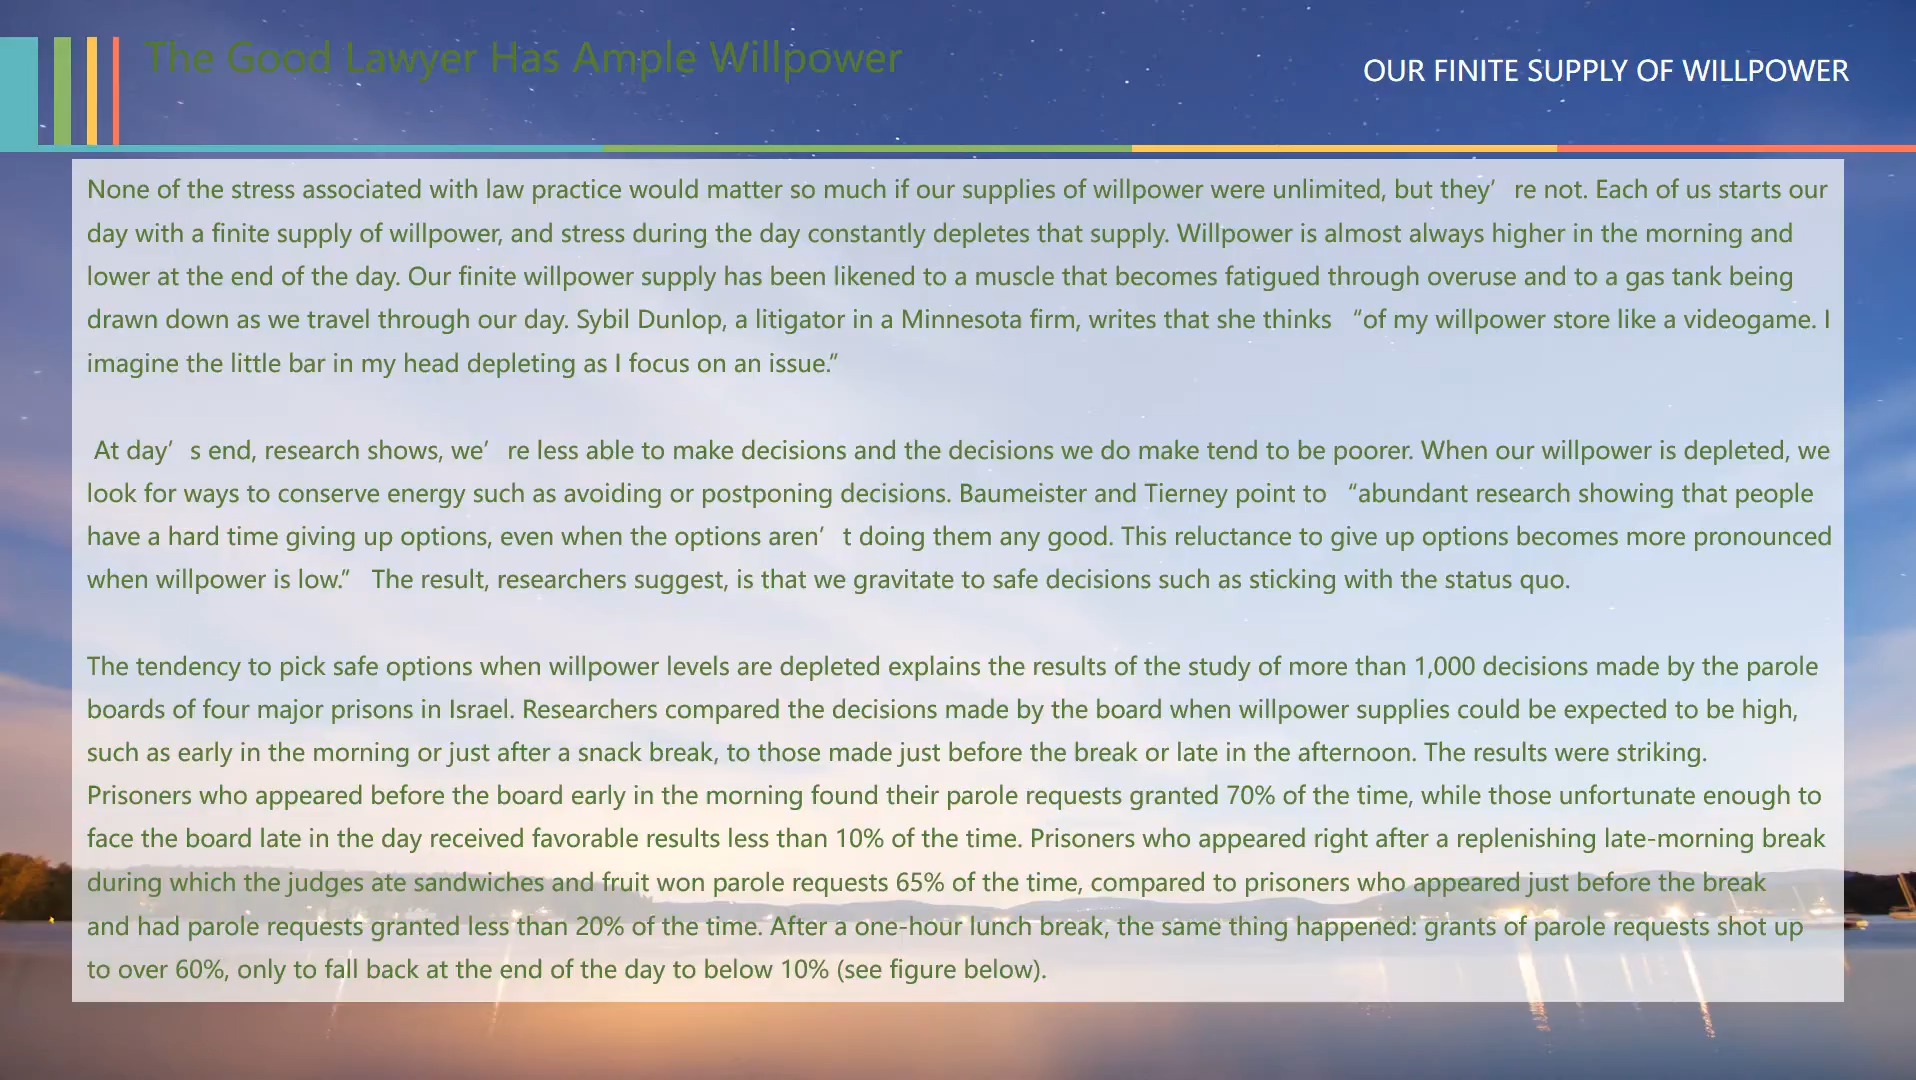 The Good Lawyer Has Ample Willpower
OUR FINITE SUPPLY OF WILLPOWER
None of the stress associated with law practice would matter so much if our supplies of willpower were unlimited, but they’ re not. Each of us starts our
day with a finite supply of willpower, and stress during the day constantly depletes that supply. Willpower is almost always higher in the morning and
lower at the end of the day. Our finite willpower supply has been likened to a muscle that becomes fatigued through overuse and to a gas tank being
drawn down as we travel through our day. Sybil Dunlop, a litigator in a Minnesota firm, writes that she thinks “of my willpower store like a videogame. I
imagine the little bar in my head depleting as I focus on an issue.”
At day’ s end, research shows, we’ re less able to make decisions and the decisions we do make tend to be poorer. When our willpower is depleted, we
look for ways to conserve energy such as avoiding or postponing decisions. Baumeister and Tierney point to “abundant research showing that people
have a hard time giving up options, even when the options aren’ t doing them any good. This reluctance to give up options becomes more pronounced
when willpower is low.” The result, researchers suggest, is that we gravitate to safe decisions such as sticking with the status quo.
The tendency to pick safe options when willpower levels are depleted explains the results of the study of more than 1,000 decisions made by the parole
boards of four major prisons in Israel. Researchers compared the decisions made by the board when willpower supplies could be expected to be high,
such as early in the morning or just after a snack break, to those made just before the break or late in the afternoon. The results were striking.
Prisoners who appeared before the board early in the morning found their parole requests granted 70% of the time, while those unfortunate enough to
face the board late in the day received favorable results less than 10% of the time. Prisoners who appeared right after a replenishing late-morning break
during which the judges ate sandwiches and fruit won parole requests 65% of the time, compared to prisoners who appeared just before the break
and had parole requests granted less than 20% of the time. After a one-hour lunch break, the same thing happened: grants of parole requests shot up
to over 60%, only to fall back at the end of the day to below 10% (see figure below).